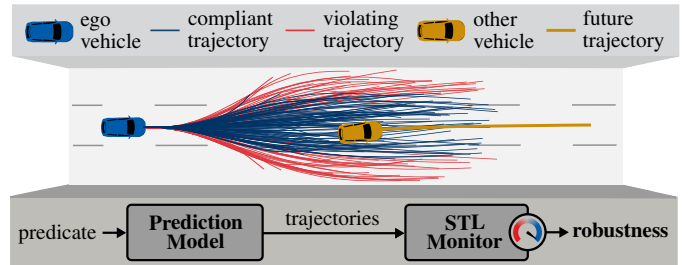 ego vehicle
compliant trajectory
violating trajectory
other vehicle
future trajectory
predicate
Prediction Model
trajectories
STL Monitor
robustness